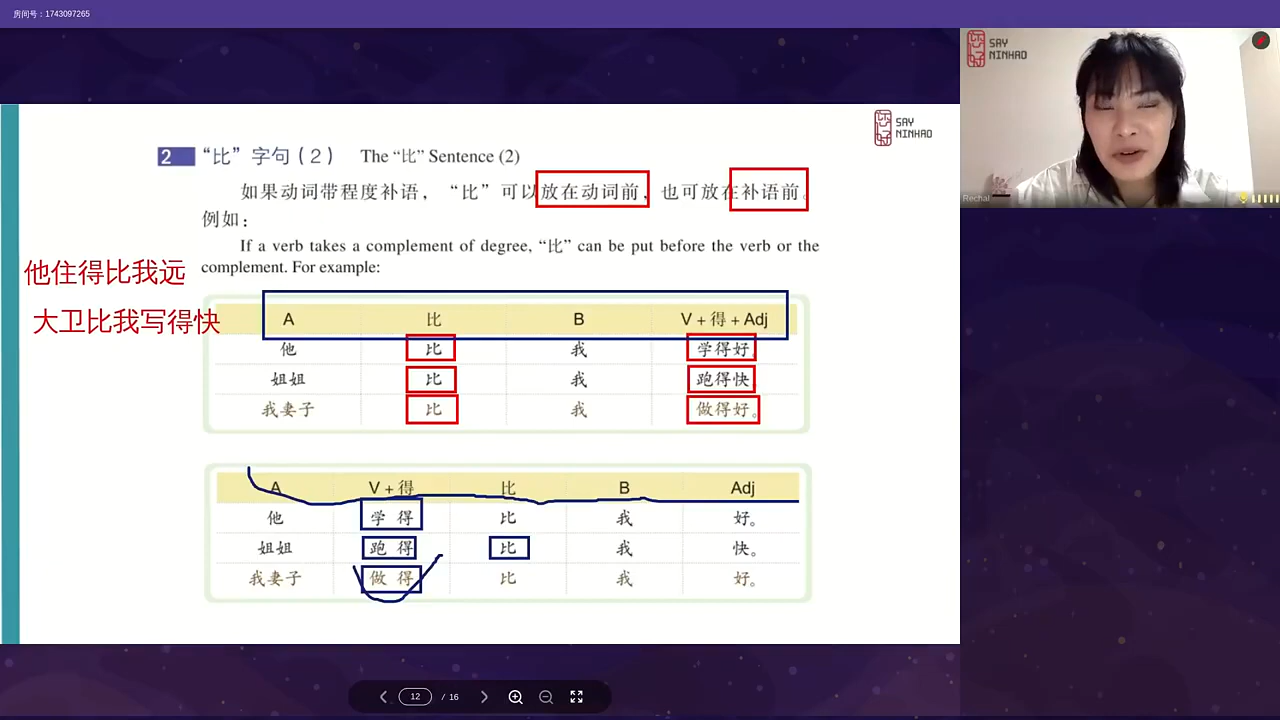 房间号：1743097265
SAY NINHAO
SAY NINHAO
2 “比”字句（2） The “比” Sentence (2)
如果动词带程度补语，“比”可以放在动词前，也可放在补语前。
例如：
If a verb takes a complement of degree, “比” can be put before the verb or the
complement. For example:
他住得比我远
大卫比我写得快
A 比 B V + 得 + Adj
他 比 我 学得好。
姐姐 比 我 跑得快。
我妻子 比 我 做得好。
A V + 得 比 B Adj
他 学 得 比 我 好。
姐姐 跑 得 比 我 快。
我妻子 做 得 比 我 好。
Rechal
12 / 16